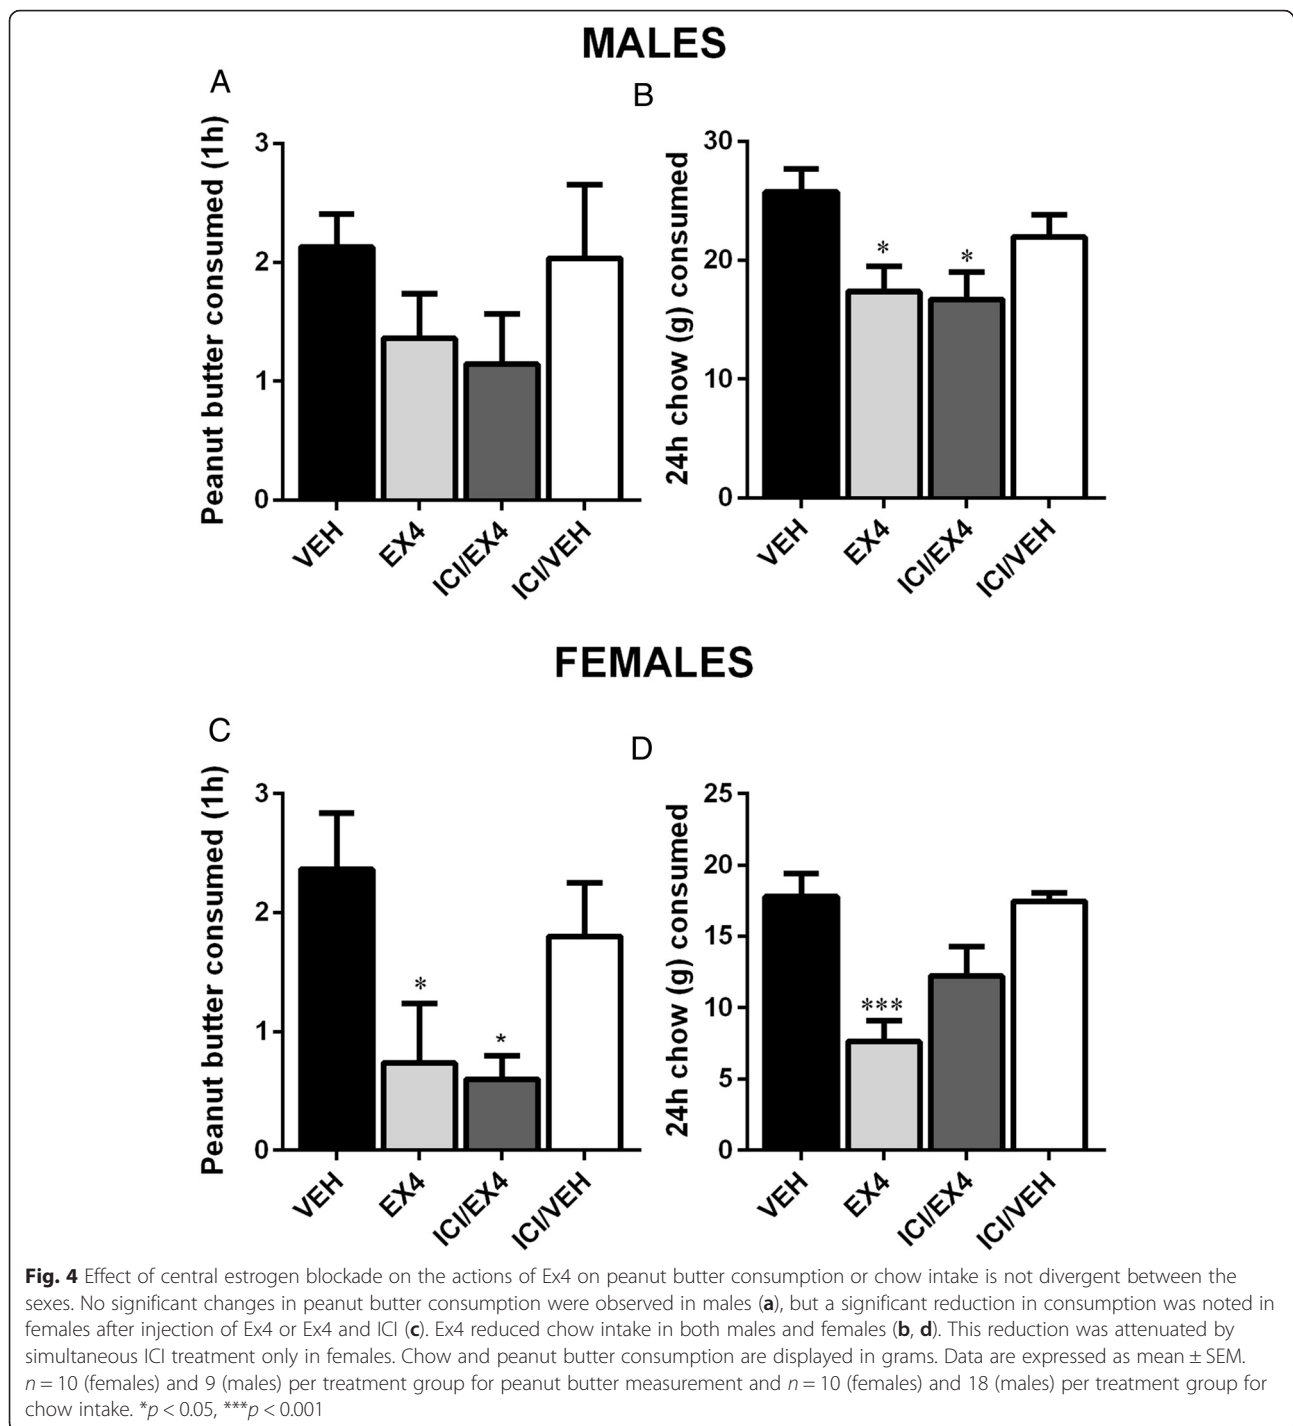 MALES
A
Peanut butter consumed (1h)
3
2
1
0
VEH
EX4
ICI/EX4
ICI/VEH
B
24h chow (g) consumed
30
20
10
0
*
*
VEH
EX4
ICI/EX4
ICI/VEH
FEMALES
C
Peanut butter consumed (1h)
3
2
1
0
*
*
VEH
EX4
ICI/EX4
ICI/VEH
D
24h chow (g) consumed
25
20
15
10
5
0
***
VEH
EX4
ICI/EX4
ICI/VEH
Fig. 4 Effect of central estrogen blockade on the actions of Ex4 on peanut butter consumption or chow intake is not divergent between the
sexes. No significant changes in peanut butter consumption were observed in males (a), but a significant reduction in consumption was noted in
females after injection of Ex4 or Ex4 and ICI (c). Ex4 reduced chow intake in both males and females (b, d). This reduction was attenuated by
simultaneous ICI treatment only in females. Chow and peanut butter consumption are displayed in grams. Data are expressed as mean ± SEM.
n = 10 (females) and 9 (males) per treatment group for peanut butter measurement and n = 10 (females) and 18 (males) per treatment group for
chow intake. *p < 0.05, ***p < 0.001